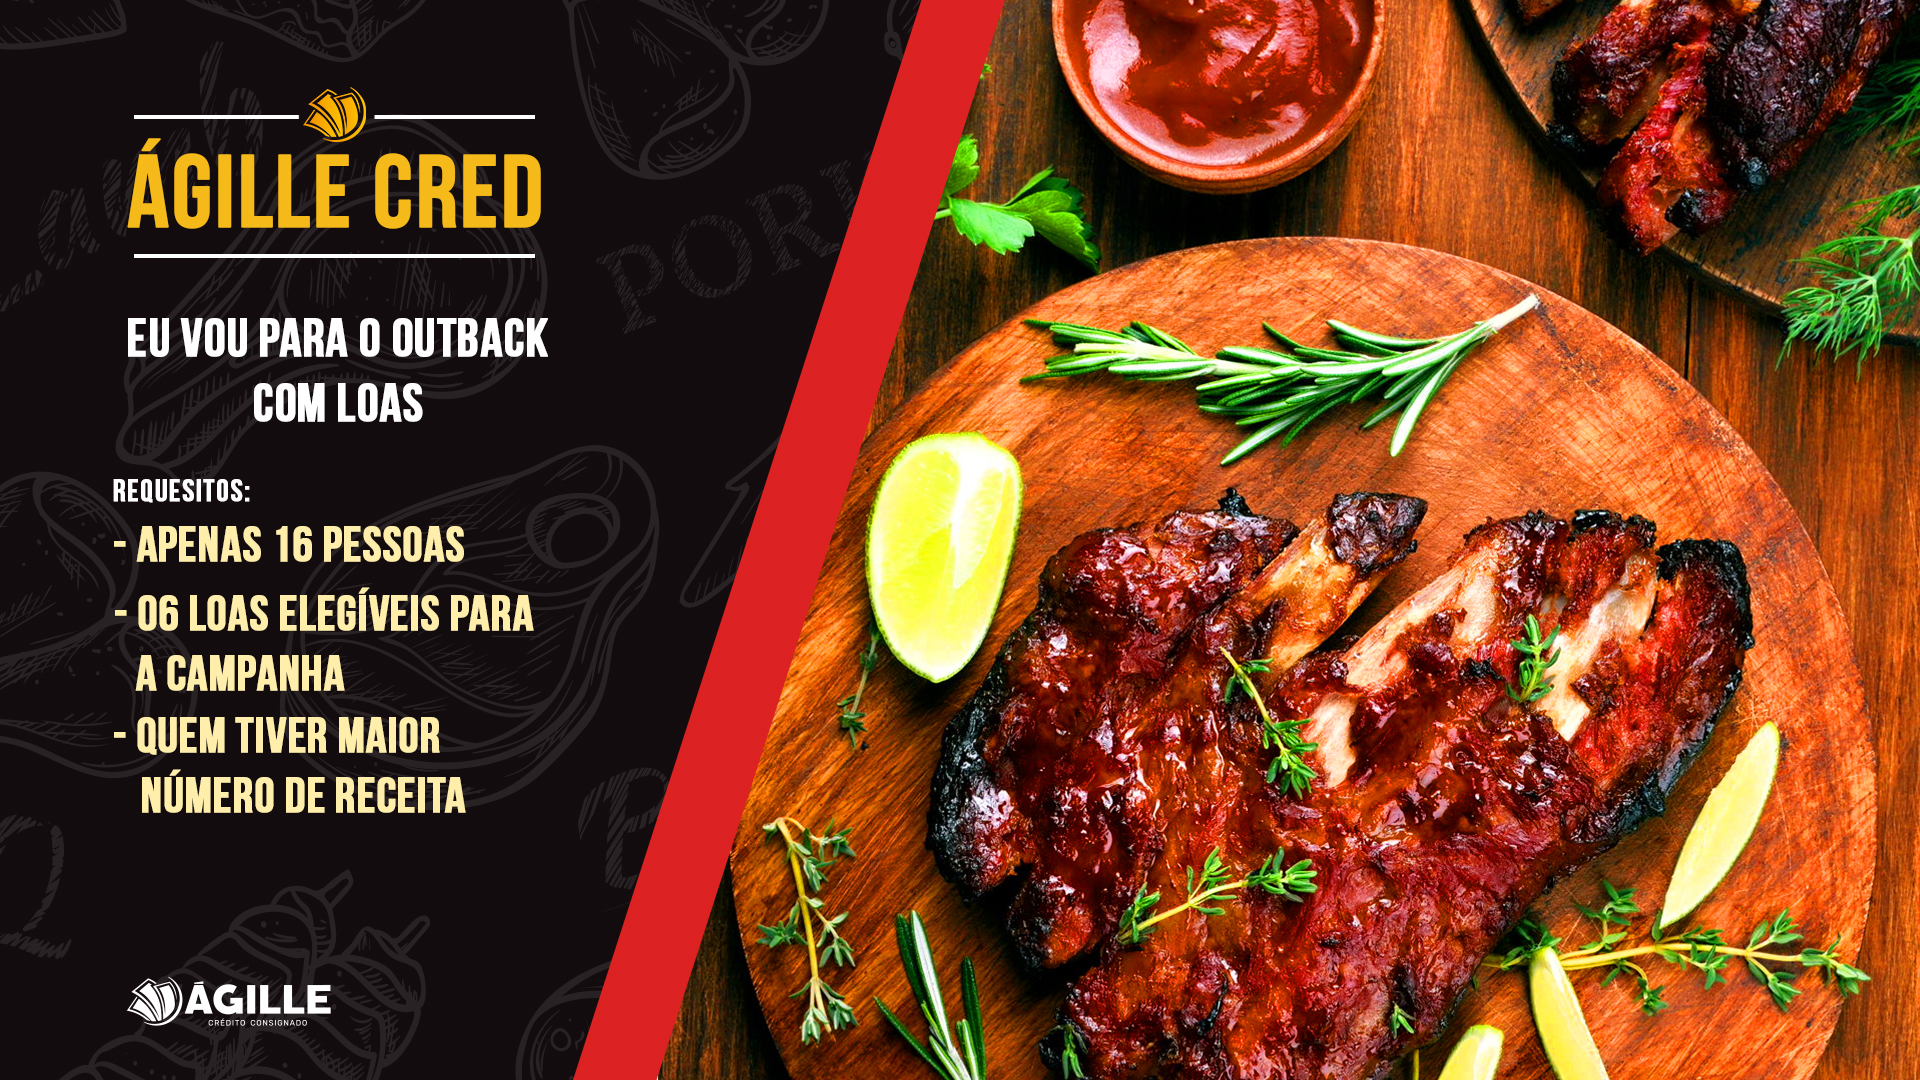 ÁGILLE CRED
EU VOU PARA O OUTBACK
COM LOAS
REQUESITOS:
- APENAS 16 PESSOAS
- 06 LOAS ELEGÍVEIS PARA
A CAMPANHA
- QUEM TIVER MAIOR
NÚMERO DE RECEITA
ÁGILLE
CRÉDITO CONSIGNADO